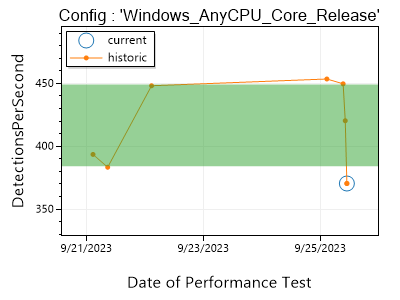 Config : 'Windows_AnyCPU_Core_Release'
current
historic
DetectionsPerSecond
450
400
350
9/21/2023
9/23/2023
9/25/2023
Date of Performance Test